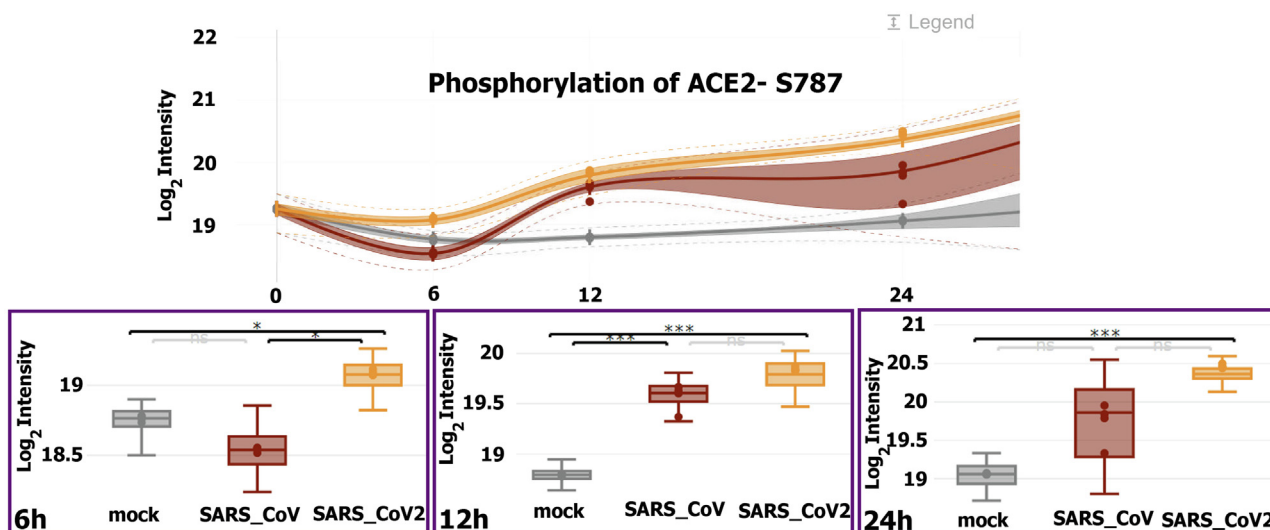 Legend
Phosphorylation of ACE2- S787
Log2 Intensity
22
21
20
19
0 6 12 24
* 
ns *
Log2 Intensity
19
18.5
6h mock SARS_CoV SARS_CoV2
***
*** ns
Log2 Intensity
20
19.5
19
12h mock SARS_CoV SARS_CoV2
***
ns ns
Log2 Intensity
21
20.5
20
19.5
19
24h mock SARS_CoV SARS_CoV2